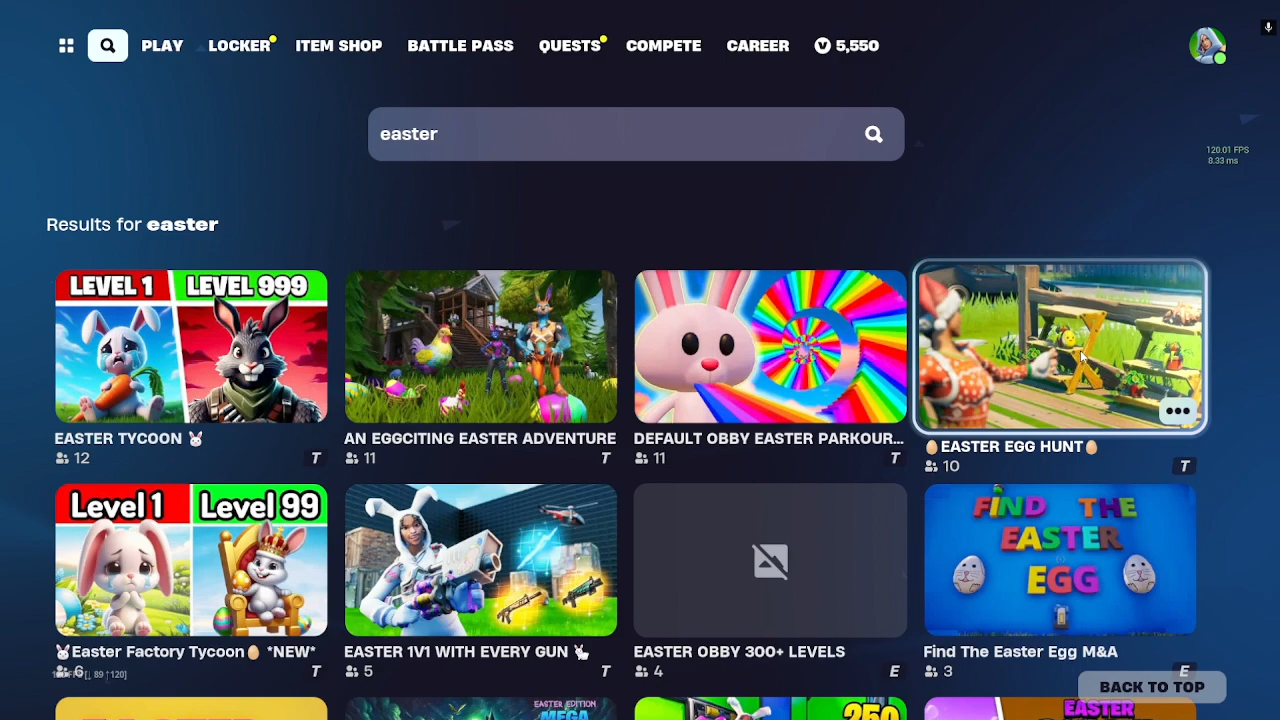 PLAY LOCKER ITEM SHOP BATTLE PASS QUESTS COMPETE CAREER V 5,550
easter
120.01 FPS
8.33 ms
Results for easter
LEVEL 1 LEVEL 999
EASTER TYCOON 🐰
12 T
AN EGGCITING EASTER ADVENTURE
11 T
DEFAULT OBBY EASTER PARKOUR...
11 T
🥚EASTER EGG HUNT🥚
10 T
Level 1 Level 99
🐰Easter Factory Tycoon🥚 *NEW*
6 T
EASTER 1V1 WITH EVERY GUN 🐇
5 T
EASTER OBBY 300+ LEVELS
4 E
FIND THE
EASTER
EGG
Find The Easter Egg M&A
3 E
BACK TO TOP
EASTER EDITION
MEGA
250
EASTER